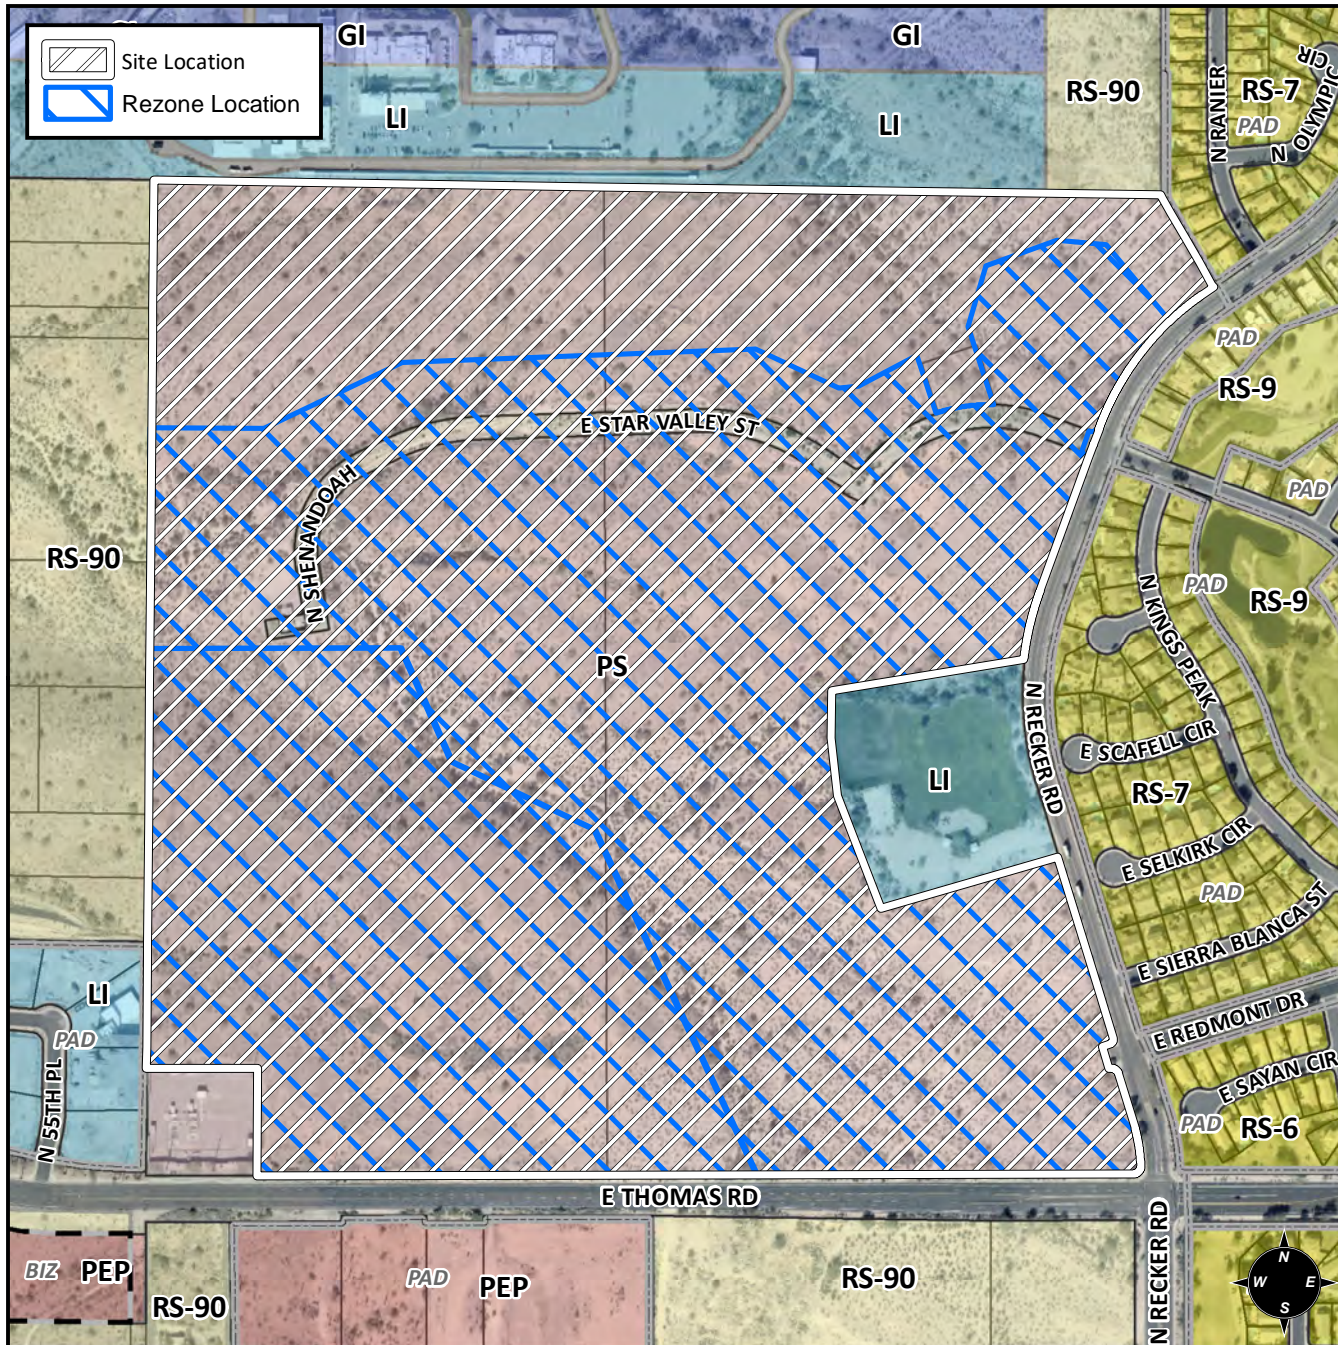 GI
GI
Site Location
Rezone Location
LI
LI
RS-90
N RANIER
RS-7
PAD
N OLYMPIC CIR
PAD
RS-9
E STAR VALLEY ST
N SHENANDOAH
PAD
RS-90
PAD
RS-9
N KINGS PEAK
PS
N RECKER RD
E SCAFELL CIR
LI
RS-7
E SELKIRK CIR
PAD
E SIERRA BLANCA ST
LI
PAD
E REDMONT DR
N 55TH PL
E SAYAN CIR
PAD
RS-6
E THOMAS RD
N RECKER RD
BIZ
PEP
RS-90
PAD
PEP
RS-90
N
W
E
S